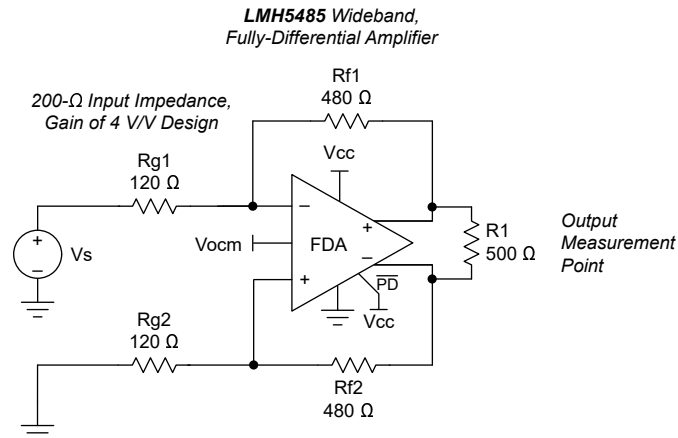 LMH5485 Wideband,
Fully-Differential Amplifier
200-Ω Input Impedance,
Gain of 4 V/V Design
Rf1
480 Ω
Vcc
Rg1
120 Ω
−
+
Vocm
FDA
+
−
Vs
+
−
PD
Vcc
R1
500 Ω
Output
Measurement
Point
Rg2
120 Ω
Rf2
480 Ω